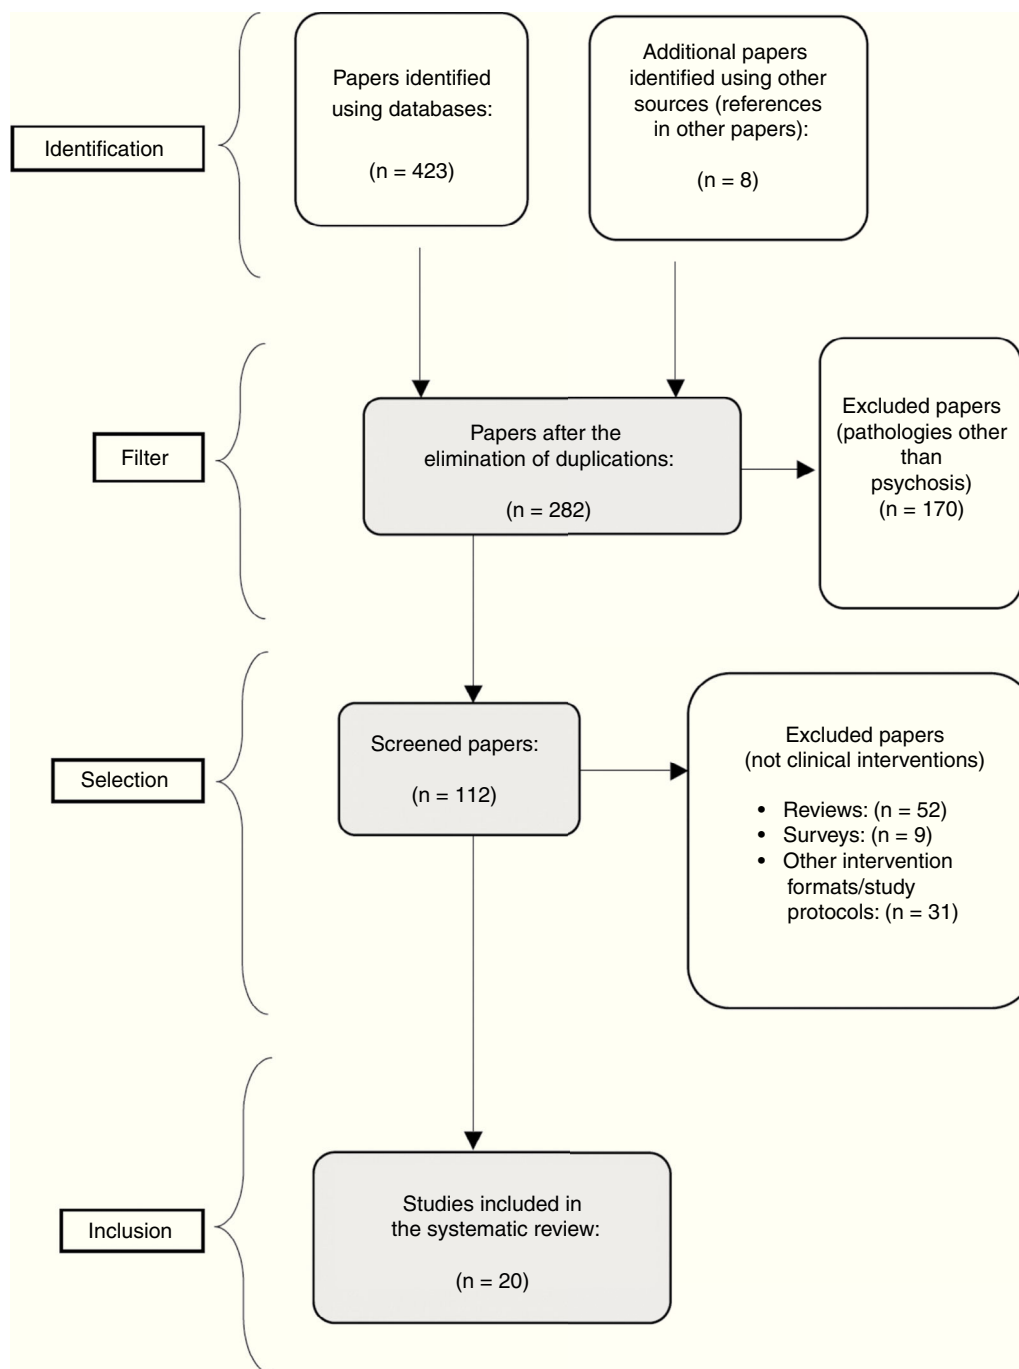 Identification
Papers identified
using databases:
(n = 423)
Additional papers
identified using other
sources (references
in other papers):
(n = 8)
Filter
Papers after the
elimination of duplications:
(n = 282)
Excluded papers
(pathologies other
than
psychosis)
(n = 170)
Selection
Screened papers:
(n = 112)
Excluded papers
(not clinical interventions)
• Reviews: (n = 52)
• Surveys: (n = 9)
• Other intervention
formats/study
protocols: (n = 31)
Inclusion
Studies included in
the systematic review:
(n = 20)